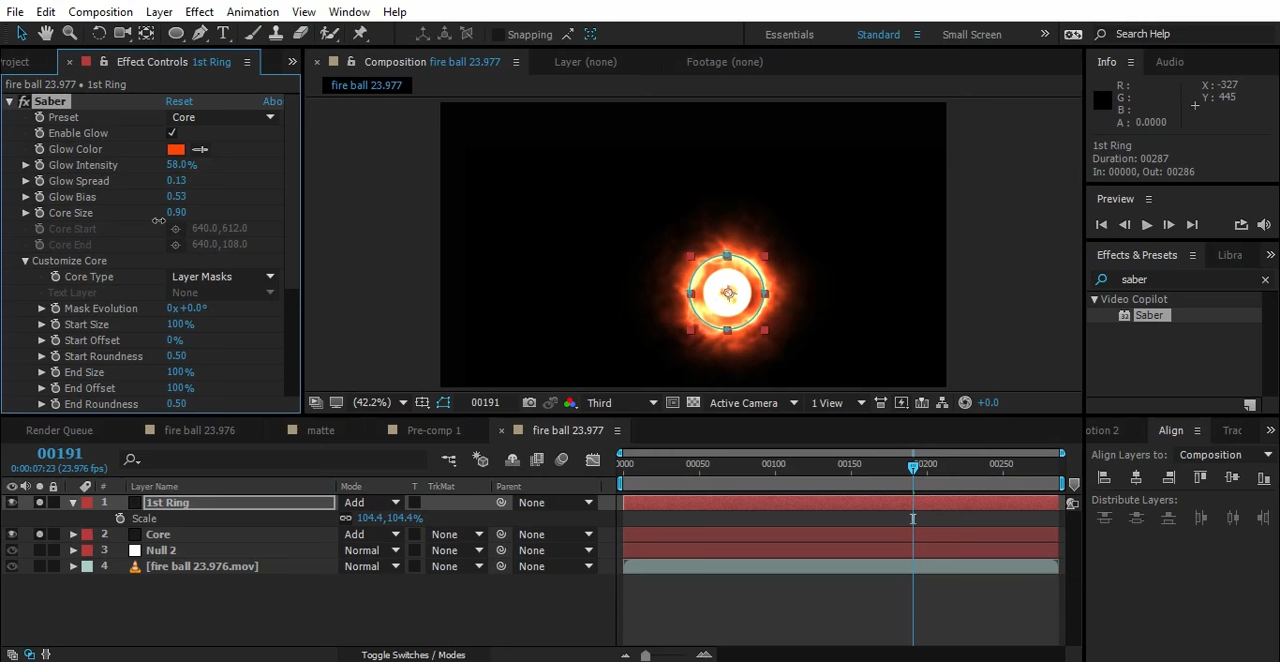 File Edit Composition Layer Effect Animation View Window Help
Snapping Essentials Standard Small Screen Search Help
roject Effect Controls 1st Ring
fire ball 23.977 • 1st Ring
fx Saber Reset Abo
Preset Core
Enable Glow
Glow Color
Glow Intensity 58.0%
Glow Spread 0.13
Glow Bias 0.53
Core Size 0.90
Core Start 640.0,612.0
Core End 640.0,108.0
Customize Core
Core Type Layer Masks
Text Layer None
Mask Evolution 0x+0.0°
Start Size 100%
Start Offset 0%
Start Roundness 0.50
End Size 100%
End Offset 100%
End Roundness 0.50
Composition fire ball 23.977 Layer (none) Footage (none)
fire ball 23.977
(42.2%) 00191 Third Active Camera 1 View +0.0
Info Audio
R: X: -327
G: Y: 445
B:
A: 0.0000
1st Ring
Duration: 00287
In: 00000, Out: 00286
Preview
Effects & Presets Libra
saber
Video Copilot
32 Saber
Render Queue fire ball 23.976 matte Pre-comp 1 fire ball 23.977
00191
0:00:07:23 (23.976 fps)
0000 00050 00100 00150 00200 00250
# Layer Name Mode T TrkMat Parent
1 1st Ring Add None
Scale 104.4,104.4%
2 Core Add None None
3 Null 2 Normal None None
4 [fire ball 23.976.mov] Normal None None
Toggle Switches / Modes
otion 2 Align Trac
Align Layers to: Composition
Distribute Layers: